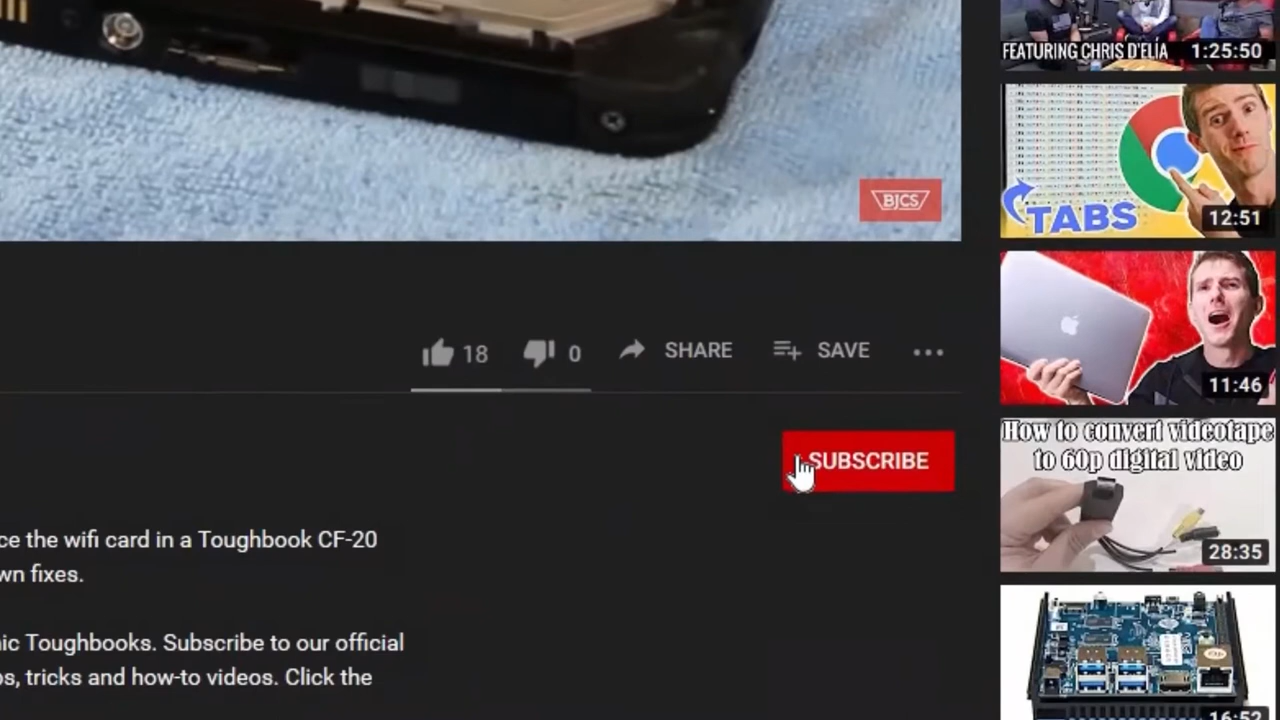 FEATURING CHRIS D'ELIA 1:25:50
TABS
12:51
BJCS
11:46
18 0 SHARE SAVE
SUBSCRIBE
How to convert videotape
to 60p digital video
28:35
ce the wifi card in a Toughbook CF-20
wn fixes.
ic Toughbooks. Subscribe to our official
s, tricks and how-to videos. Click the
16:52